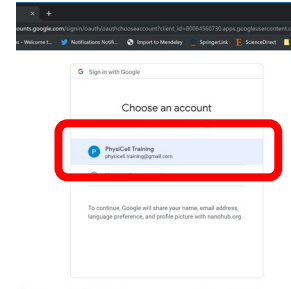 × +
ounts.google.com/signin/oauth/oauthchooseaccount?client_id=80064560730.apps.googleusercontent.c
- Welcome t... Notifications Notifi... Import to Mendeley SpringerLink ScienceDirect
G Sign in with Google
Choose an account
P PhysiCell Training
physicell.training@gmail.com
To continue, Google will share your name, email address,
language preference, and profile picture with nanohub.org.